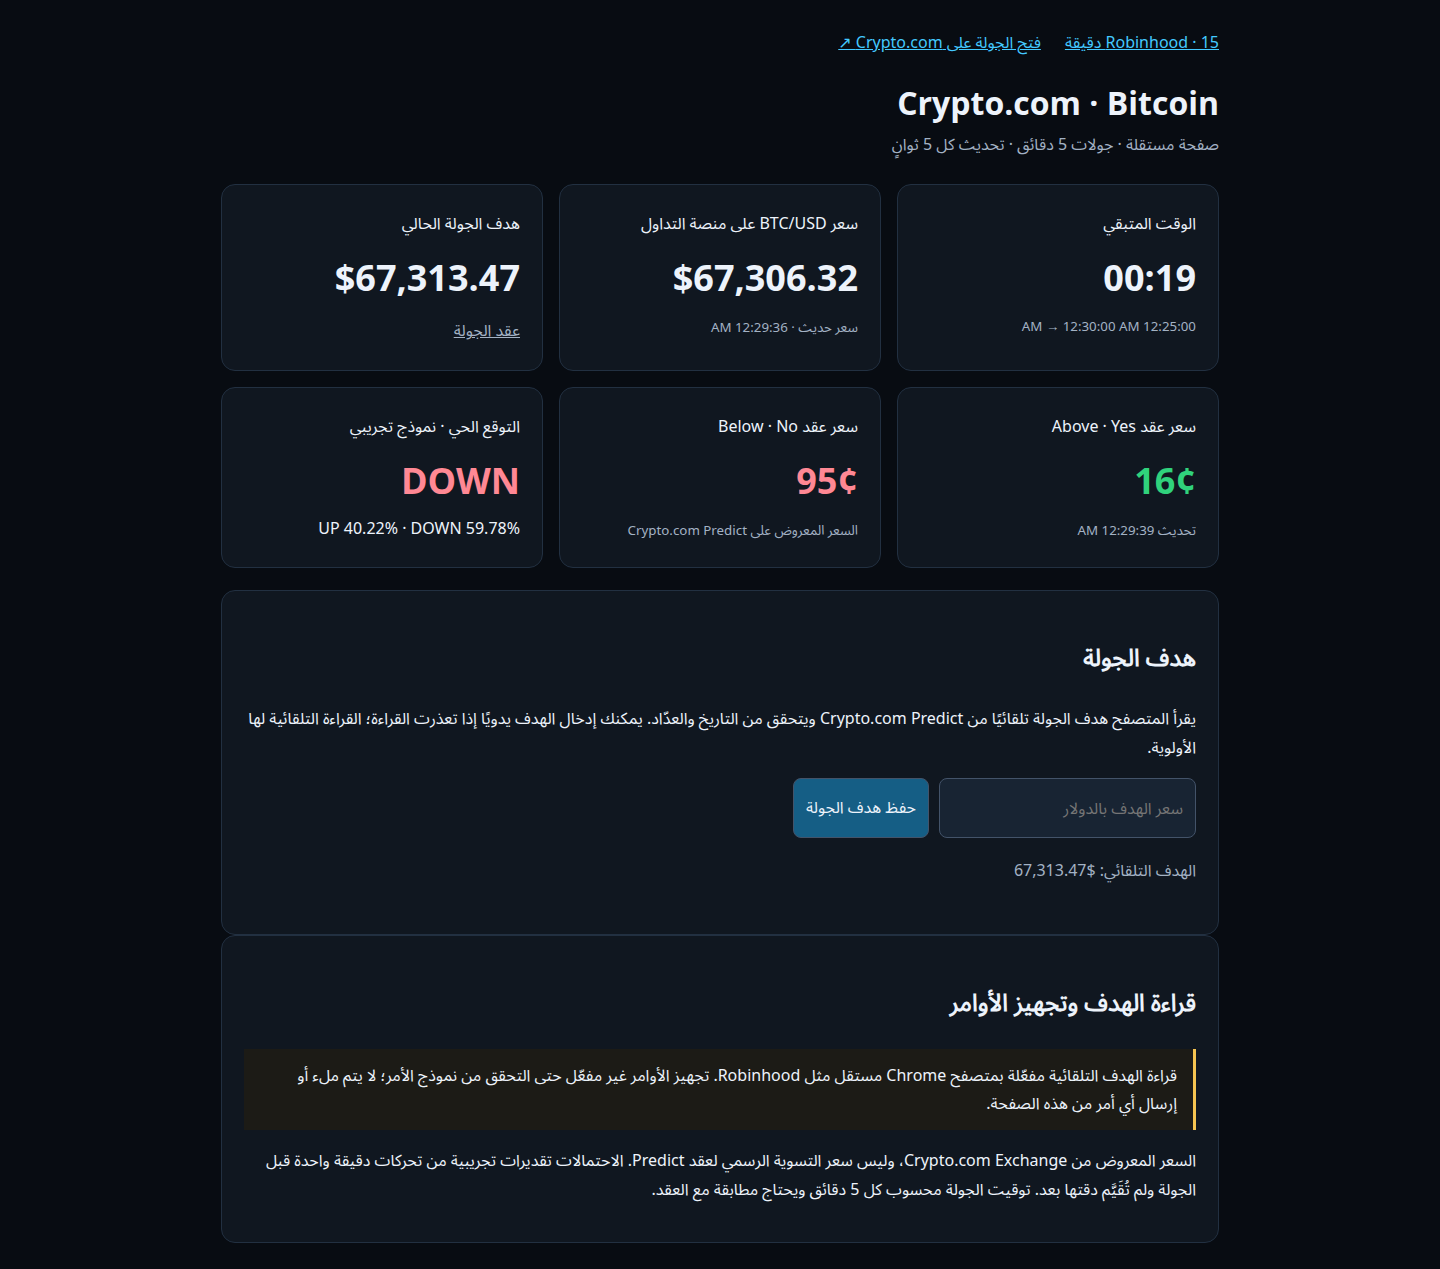 Robinhood · 15 دقيقة
فتح الجولة على Crypto.com ↗
Crypto.com · Bitcoin
صفحة مستقلة · جولات 5 دقائق · تحديث كل 5 ثوانٍ
الوقت المتبقي
00:19
12:25:00 AM → 12:30:00 AM
سعر BTC/USD على منصة التداول
$67,306.32
سعر حديث · 12:29:36 AM
هدف الجولة الحالي
$67,313.47
عقد الجولة
سعر عقد Above · Yes
16¢
تحديث 12:29:39 AM
سعر عقد Below · No
95¢
السعر المعروض على Crypto.com Predict
التوقع الحي · نموذج تجريبي
DOWN
UP 40.22% · DOWN 59.78%
هدف الجولة
يقرأ المتصفح هدف الجولة تلقائيًا من Crypto.com Predict ويتحقق من التاريخ والعدّاد. يمكنك إدخال الهدف يدويًا إذا تعذرت القراءة؛ القراءة التلقائية لها
الأولوية.
سعر الهدف بالدولار
حفظ هدف الجولة
الهدف التلقائي: $67,313.47
قراءة الهدف وتجهيز الأوامر
قراءة الهدف التلقائية مفعّلة بمتصفح Chrome مستقل مثل Robinhood. تجهيز الأوامر غير مفعّل حتى التحقق من نموذج الأمر؛ لا يتم ملء أو
إرسال أي أمر من هذه الصفحة.
السعر المعروض من Crypto.com Exchange، وليس سعر التسوية الرسمي لعقد Predict. الاحتمالات تقديرات تجريبية من تحركات دقيقة واحدة قبل
الجولة ولم تُقَيَّم دقتها بعد. توقيت الجولة محسوب كل 5 دقائق ويحتاج مطابقة مع العقد.